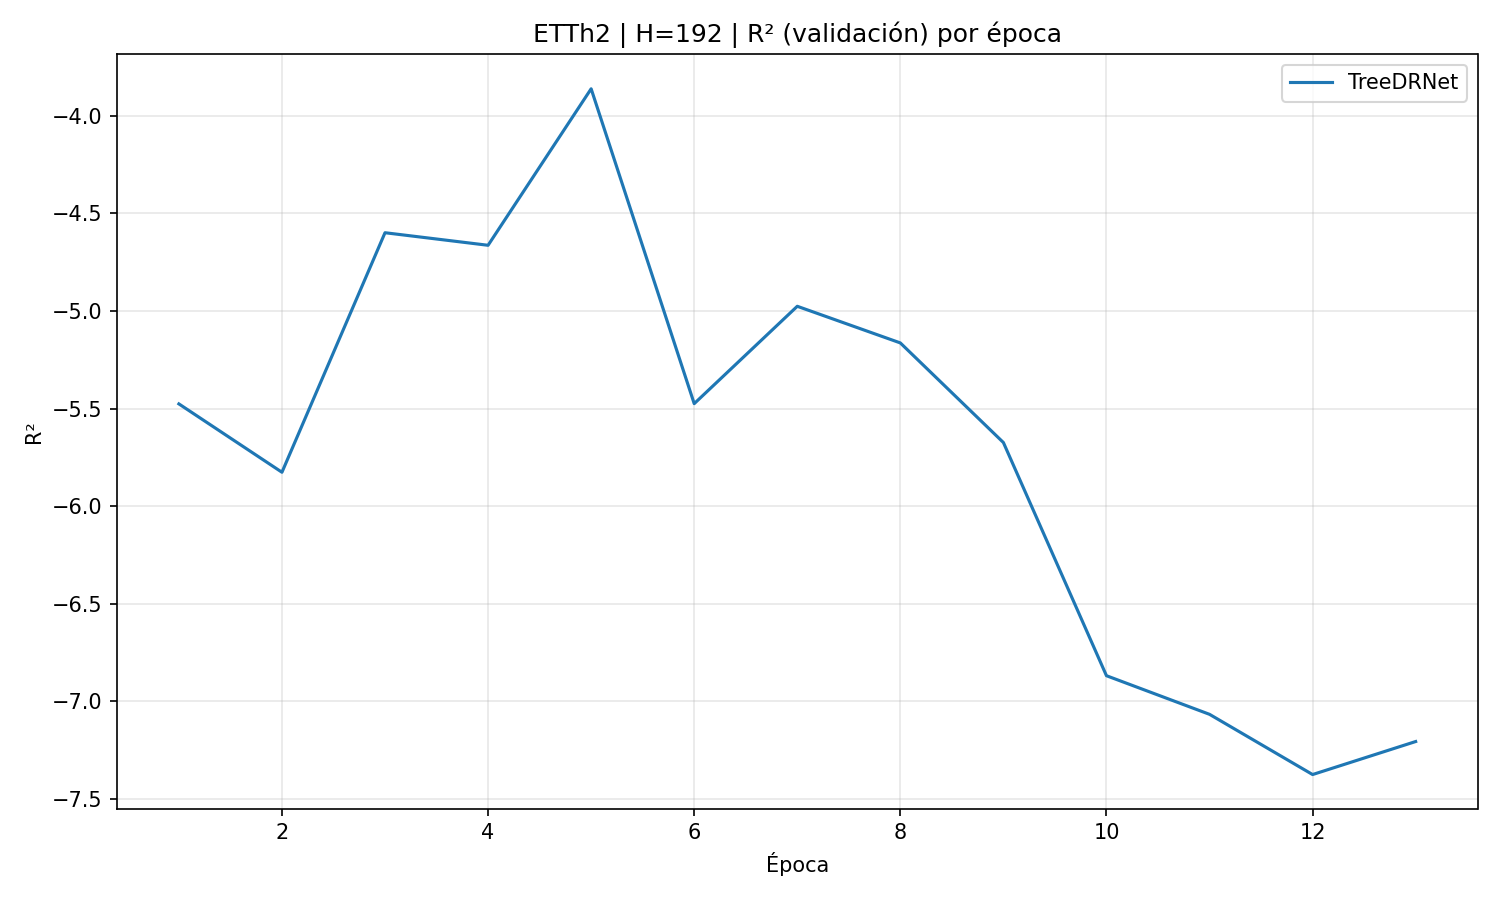 ETTh2 | H=192 | R² (validación) por época
TreeDRNet
−4.0
−4.5
−5.0
−5.5
−6.0
−6.5
−7.0
−7.5
R²
2 4 6 8 10 12
Época